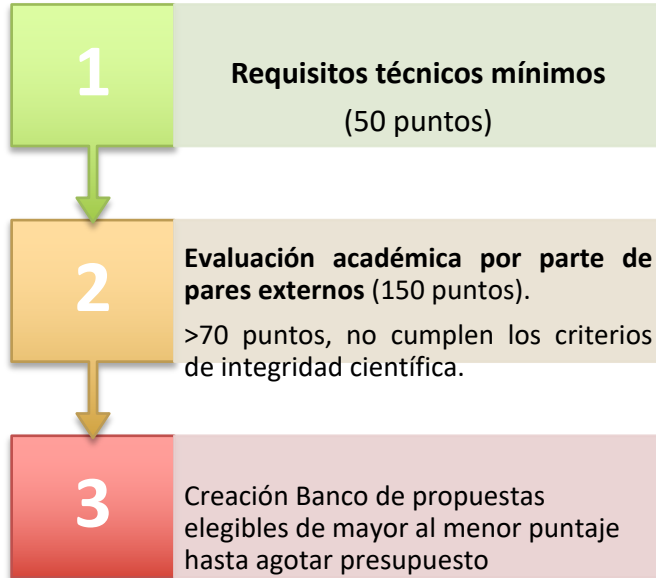 1
Requisitos técnicos mínimos
(50 puntos)
2
Evaluación académica por parte de
pares externos (150 puntos).
>70 puntos, no cumplen los criterios
de integridad científica.
3
Creación Banco de propuestas
elegibles de mayor al menor puntaje
hasta agotar presupuesto